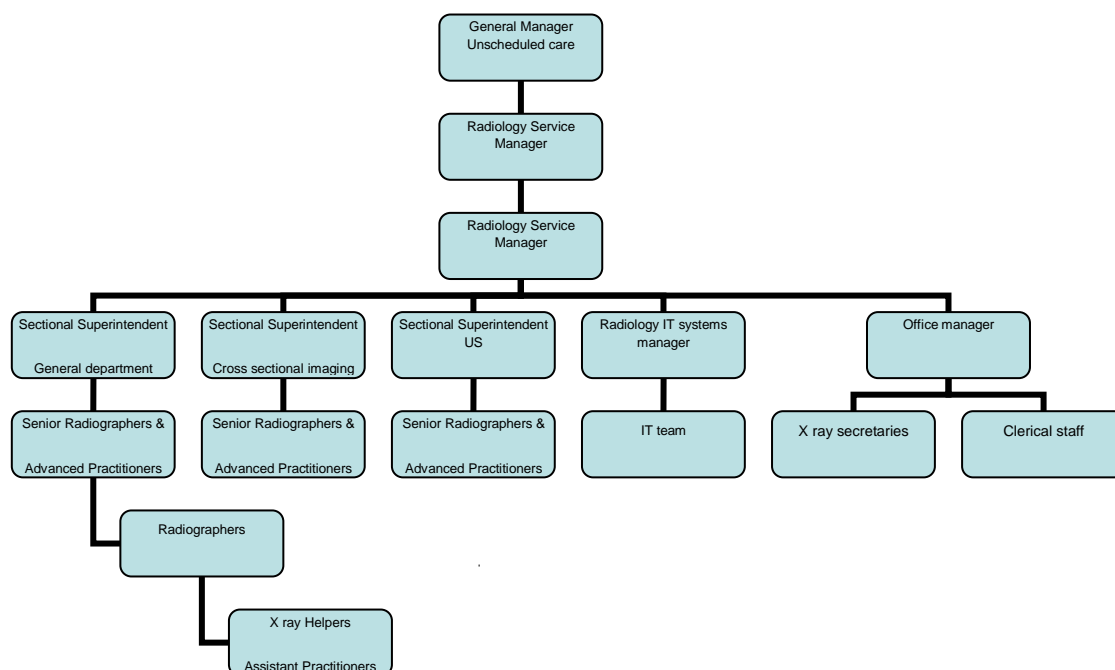 General Manager
Unscheduled care
Radiology Service
Manager
Radiology Service
Manager
Sectional Superintendent
General department
Sectional Superintendent
Cross sectional imaging
Sectional Superintendent
US
Radiology IT systems
manager
Office manager
Senior Radiographers &
Advanced Practitioners
Senior Radiographers &
Advanced Practitioners
Senior Radiographers &
Advanced Practitioners
IT team
X ray secretaries
Clerical staff
Radiographers
X ray Helpers
Assistant Practitioners